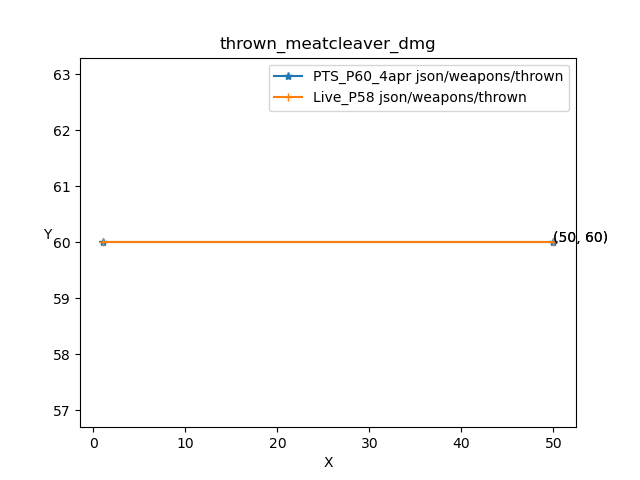 thrown_meatcleaver_dmg
PTS_P60_4apr json/weapons/thrown
Live_P58 json/weapons/thrown
63
62
61
Y
60
(50, 60)
59
58
57
0
10
20
30
40
50
X